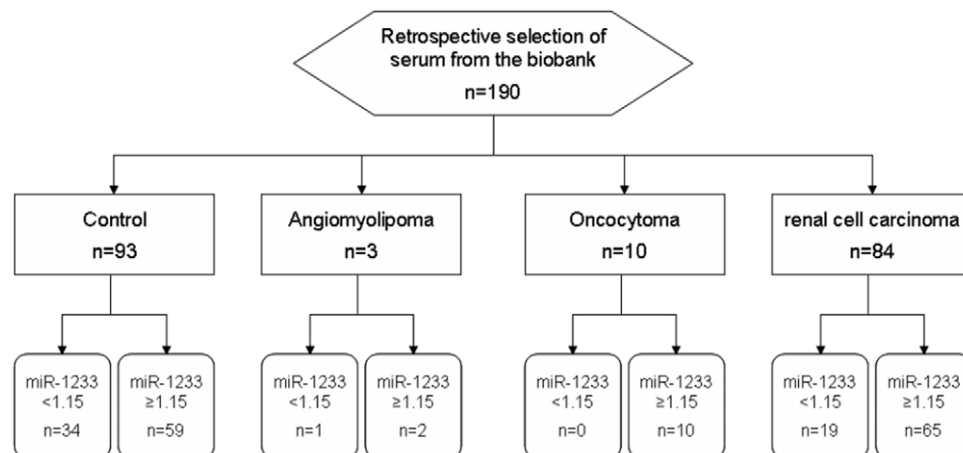 Retrospective selection of
serum from the biobank
n=190
Control
n=93
Angiomyolipoma
n=3
Oncocytoma
n=10
renal cell carcinoma
n=84
miR-1233
<1.15
n=34
miR-1233
≥1.15
n=59
miR-1233
<1.15
n=1
miR-1233
≥1.15
n=2
miR-1233
<1.15
n=0
miR-1233
≥1.15
n=10
miR-1233
<1.15
n=19
miR-1233
≥1.15
n=65